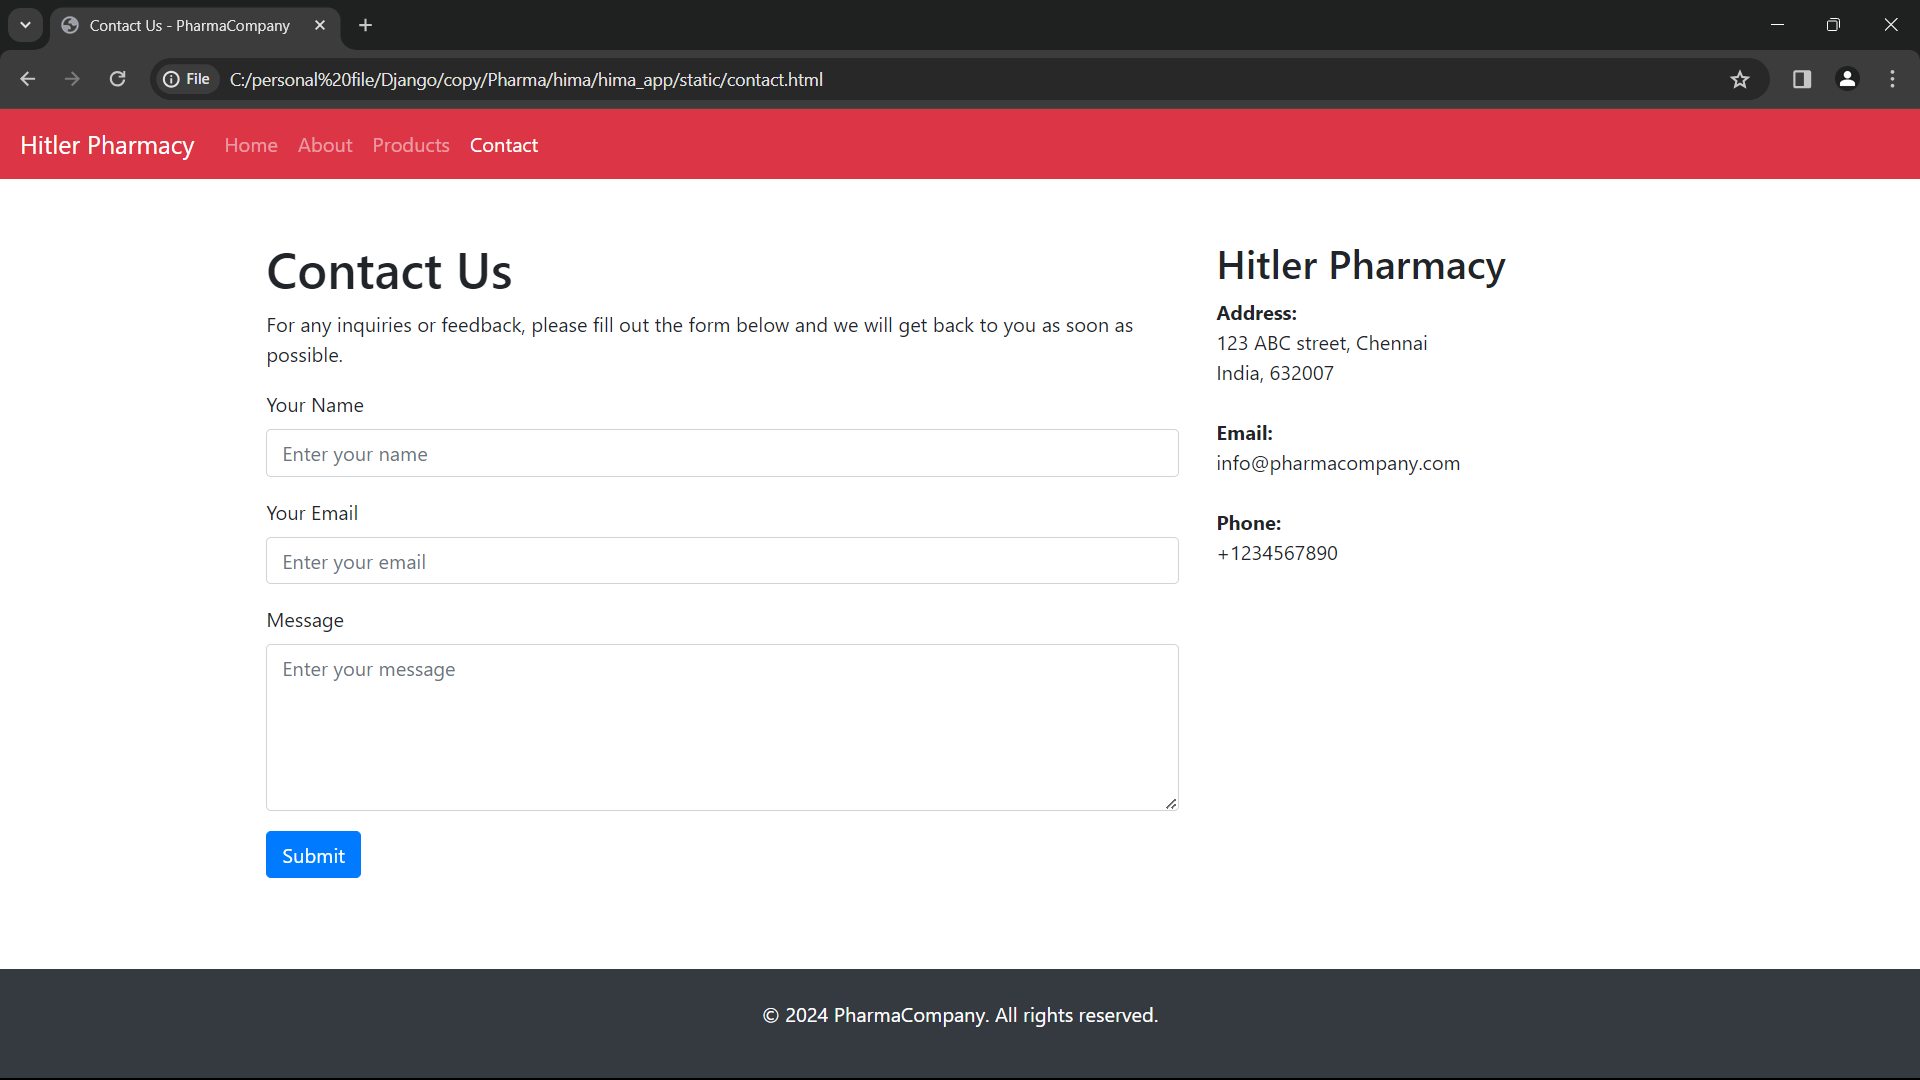 Contact Us - PharmaCompany
File
C:/personal%20file/Django/copy/Pharma/hima/hima_app/static/contact.html
Hitler Pharmacy
Home
About
Products
Contact
Contact Us
For any inquiries or feedback, please fill out the form below and we will get back to you as soon as
possible.
Your Name
Enter your name
Your Email
Enter your email
Message
Enter your message
Submit
Hitler Pharmacy
Address:
123 ABC street, Chennai
India, 632007
Email:
info@pharmacompany.com
Phone:
+1234567890
© 2024 PharmaCompany. All rights reserved.